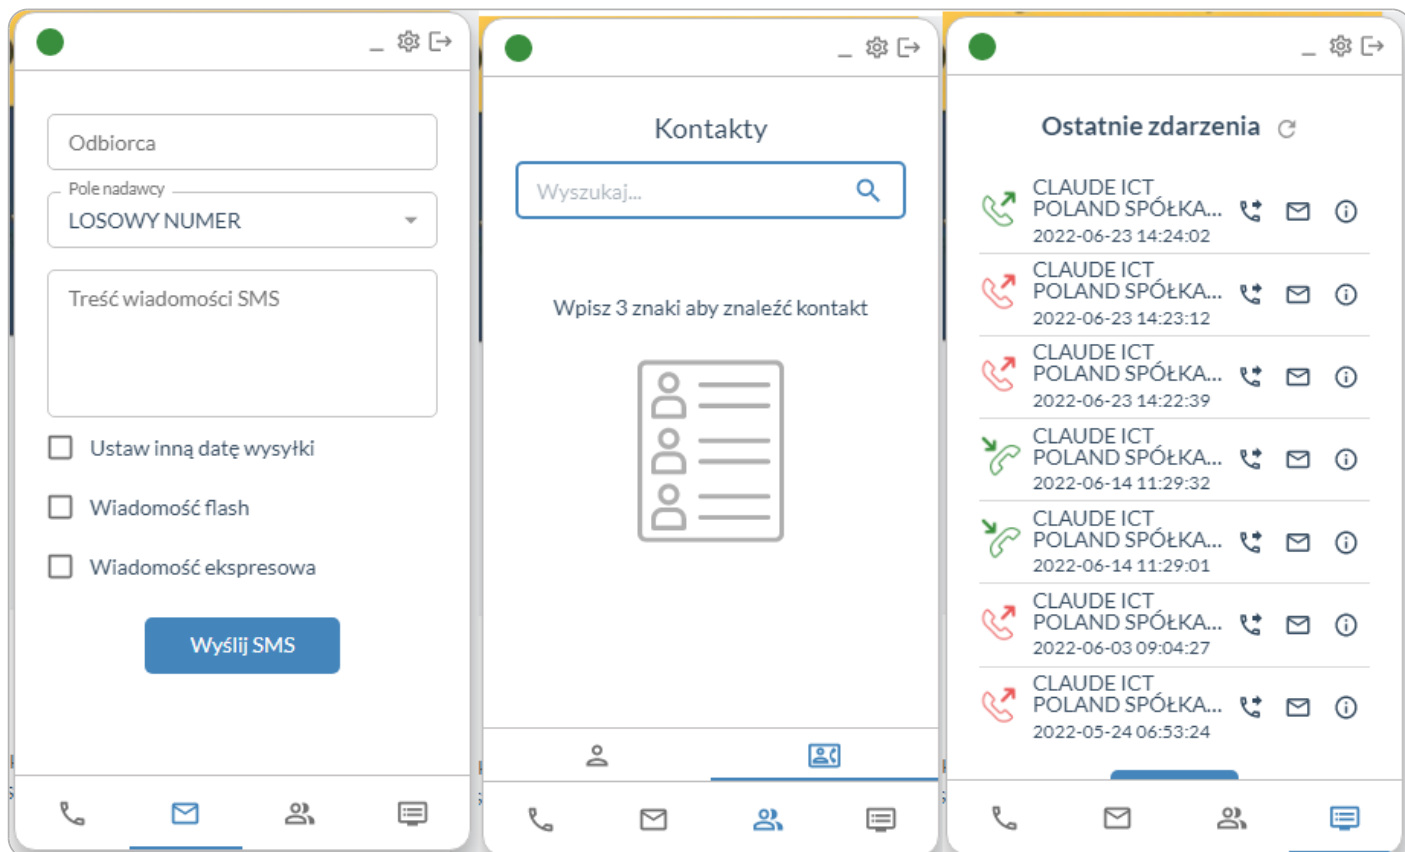 Odbiorca
Pole nadawcy
LOSOWY NUMER
Treść wiadomości SMS
Ustaw inną datę wysyłki
Wiadomość flash
Wiadomość ekspresowa
Wyślij SMS
Kontakty
Wyszukaj...
Wpisz 3 znaki aby znaleźć kontakt
Ostatnie zdarzenia
CLAUDE ICT
POLAND SPÓŁKA...
2022-06-23 14:24:02
CLAUDE ICT
POLAND SPÓŁKA...
2022-06-23 14:23:12
CLAUDE ICT
POLAND SPÓŁKA...
2022-06-23 14:22:39
CLAUDE ICT
POLAND SPÓŁKA...
2022-06-14 11:29:32
CLAUDE ICT
POLAND SPÓŁKA...
2022-06-14 11:29:01
CLAUDE ICT
POLAND SPÓŁKA...
2022-06-03 09:04:27
CLAUDE ICT
POLAND SPÓŁKA...
2022-05-24 06:53:24